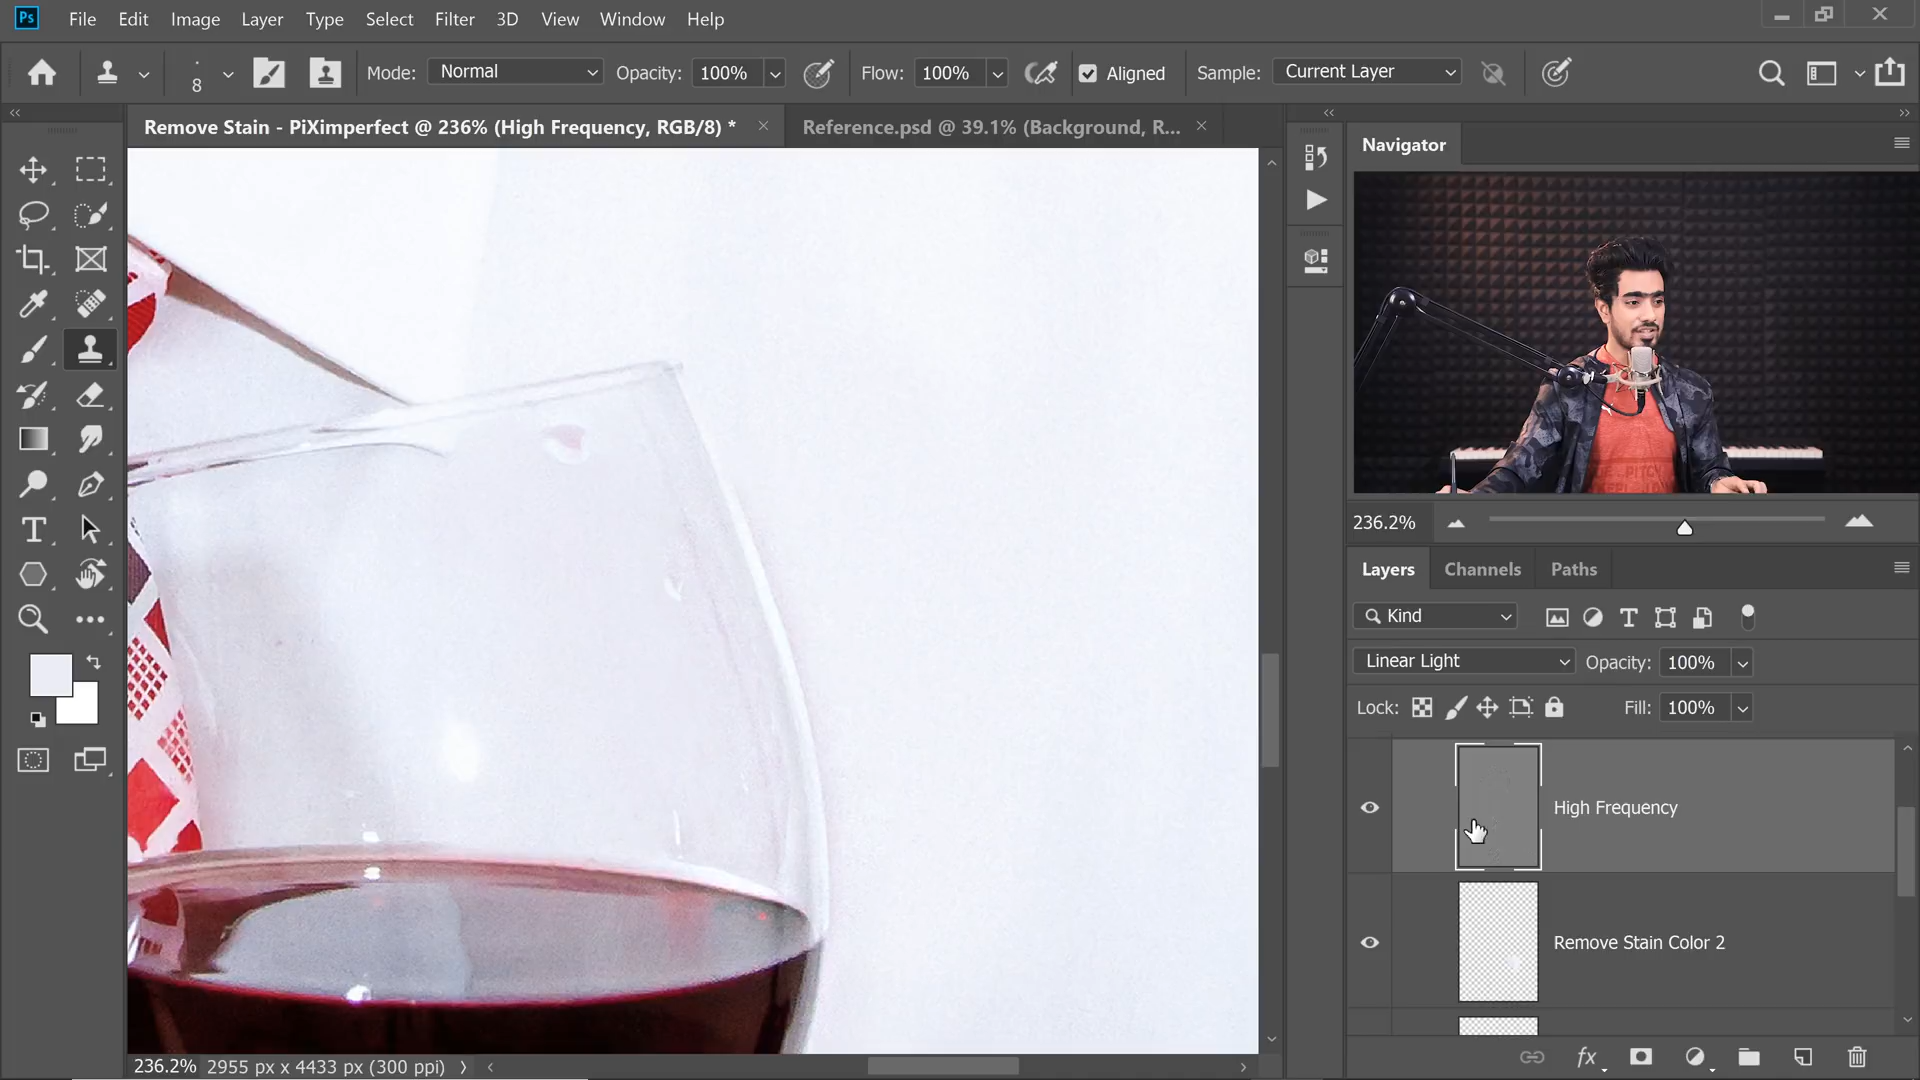 Ps File Edit Image Layer Type Select Filter 3D View Window Help
8 Mode: Normal Opacity: 100% Flow: 100% Aligned Sample: Current Layer
Remove Stain - PiXimperfect @ 236% (High Frequency, RGB/8) * Reference.psd @ 39.1% (Background, R...
Navigator
236.2%
Layers Channels Paths
Kind
Linear Light Opacity: 100%
Lock: Fill: 100%
High Frequency
Remove Stain Color 2
236.2% 2955 px x 4433 px (300 ppi)